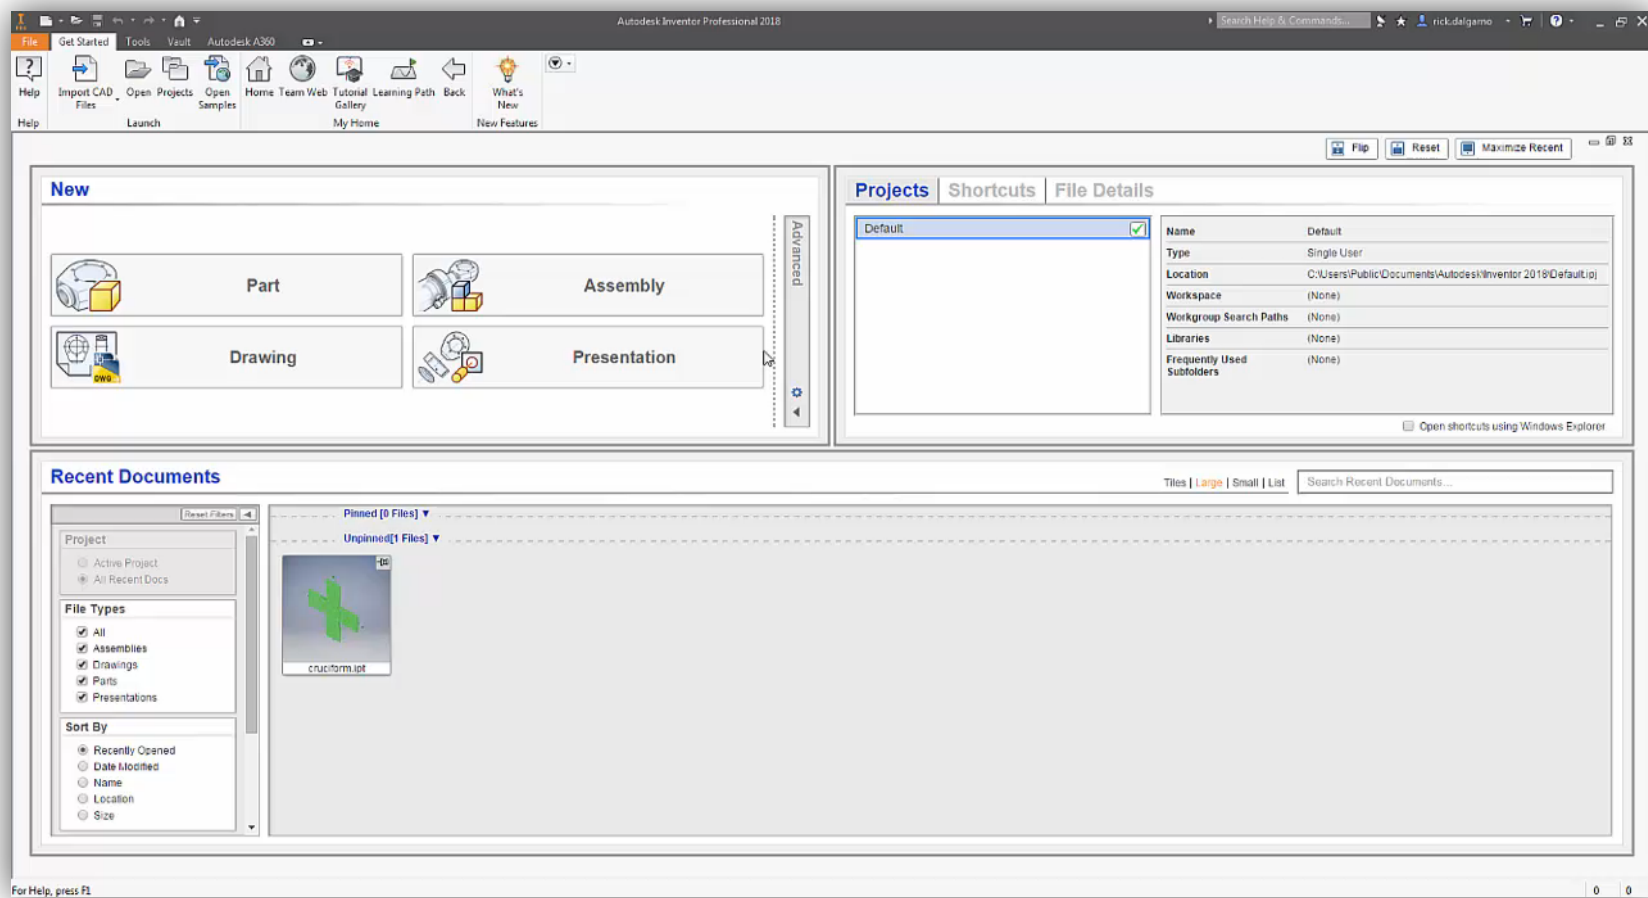 Autodesk Inventor Professional 2018
Search Help & Commands...
rick.dalgarno
File
Get Started
Tools
Vault
Autodesk A360
Help
Import CAD Files
Open
Projects
Open Samples
Home
Team Web
Tutorial Gallery
Learning Path
Back
What's New
Help
Launch
My Home
New Features
Flip
Reset
Maximize Recent
New
Part
Assembly
Drawing
DWG
Presentation
Advanced
Projects
Shortcuts
File Details
Default
Name Default
Type Single User
Location C:\Users\Public\Documents\Autodesk\Inventor 2018\Default.ipj
Workspace (None)
Workgroup Search Paths (None)
Libraries (None)
Frequently Used (None)
Subfolders
Open shortcuts using Windows Explorer
Recent Documents
Tiles | Large | Small | List
Search Recent Documents...
Reset Filters
Project
Active Project
All Recent Docs
File Types
All
Assemblies
Drawings
Parts
Presentations
Sort By
Recently Opened
Date Modified
Name
Location
Size
Pinned [0 Files] ▼
Unpinned[1 Files] ▼
cruciform.ipt
For Help, press F1
0 0